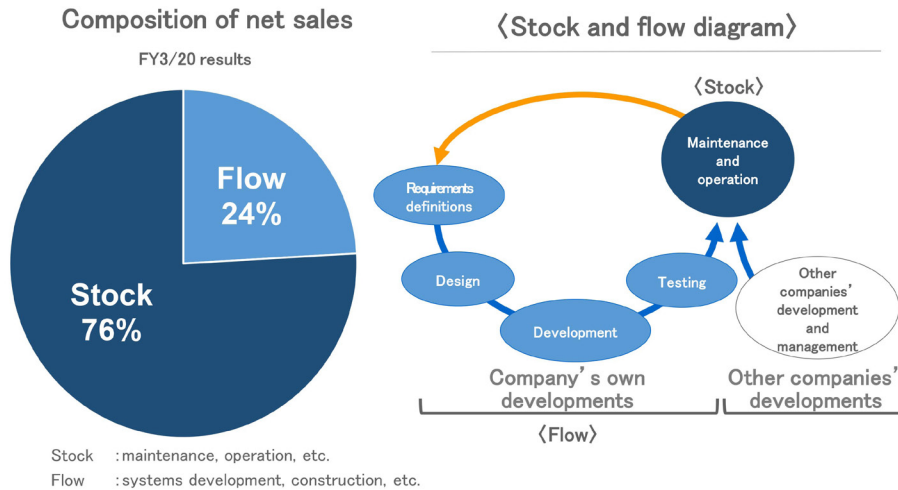 Composition of net sales
FY3/20 results
Flow
24%
Stock
76%
Stock :maintenance, operation, etc.
Flow :systems development, construction, etc.
〈Stock and flow diagram〉
〈Stock〉
Maintenance
and
operation
Requirements
definitions
Design
Development
Testing
Other
companies’
development
and
management
Company’s own
developments
Other companies’
developments
〈Flow〉